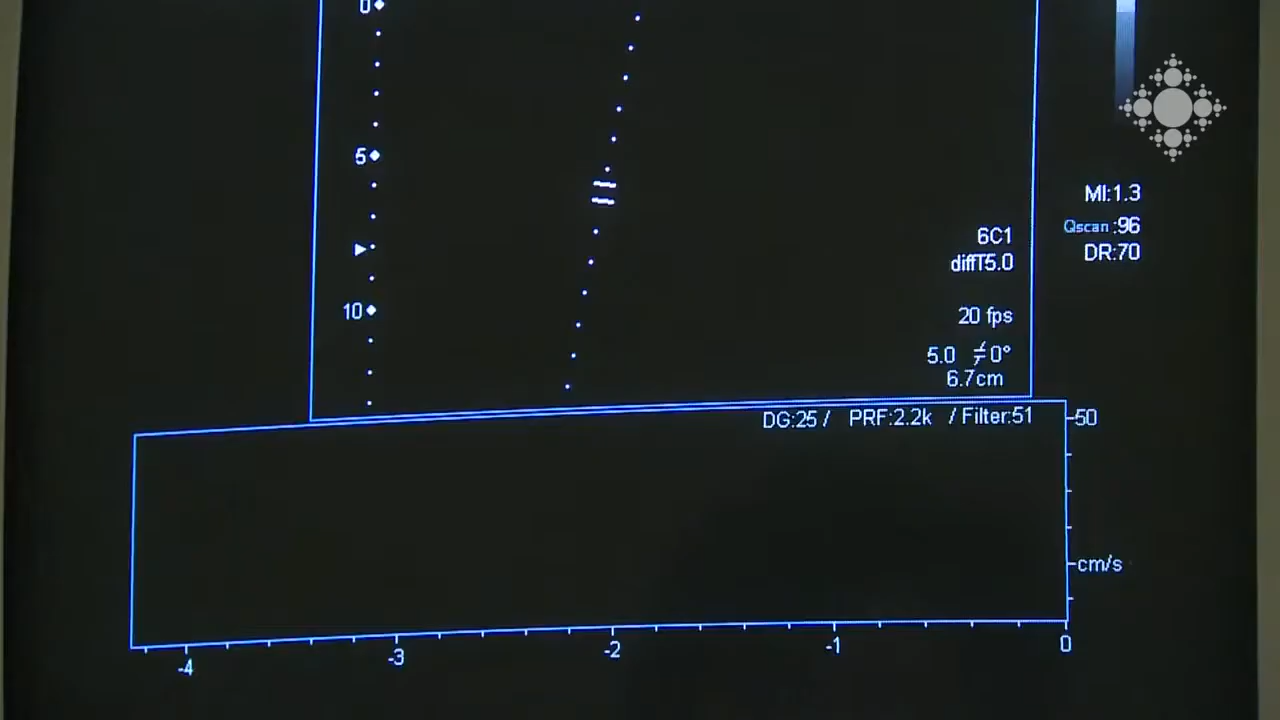 0
5
10
MI:1.3
Qscan:96
DR:70
6C1
diffT5.0
20 fps
5.0 ≠0°
6.7cm
DG:25 / PRF:2.2k / Filter:51
50
cm/s
-4 -3 -2 -1 0